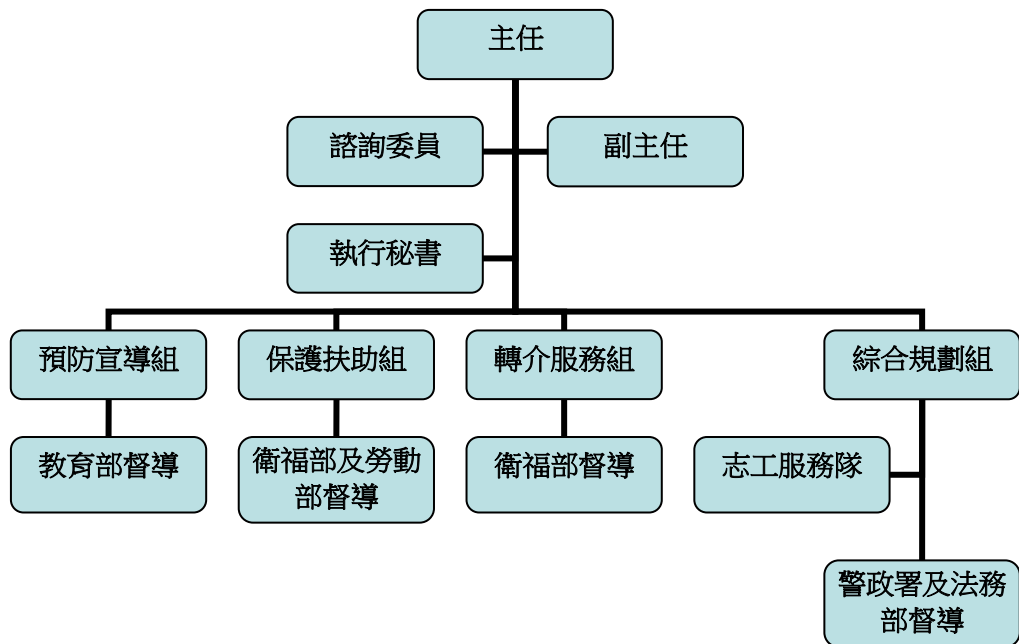 主任
諮詢委員
副主任
執行秘書
預防宣導組
保護扶助組
轉介服務組
綜合規劃組
教育部督導
衛福部及勞動
部督導
衛福部督導
志工服務隊
警政署及法務
部督導